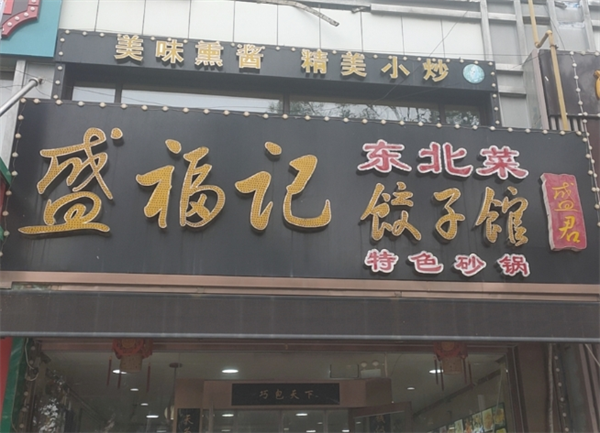 美味熏酱 精美小炒
盛福记
东北菜
饺子馆
特色砂锅
盛君
巧包天下